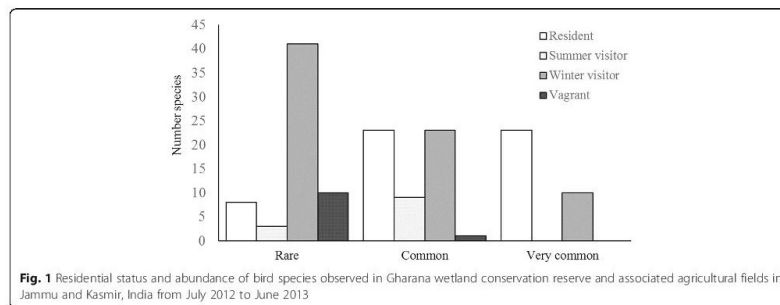 45
40
35
30
25
20
15
10
5
0
Number species
Resident
Summer visitor
Winter visitor
Vagrant
Rare Common Very common
Fig. 1 Residential status and abundance of bird species observed in Gharana wetland conservation reserve and associated agricultural fields in
Jammu and Kasmir, India from July 2012 to June 2013